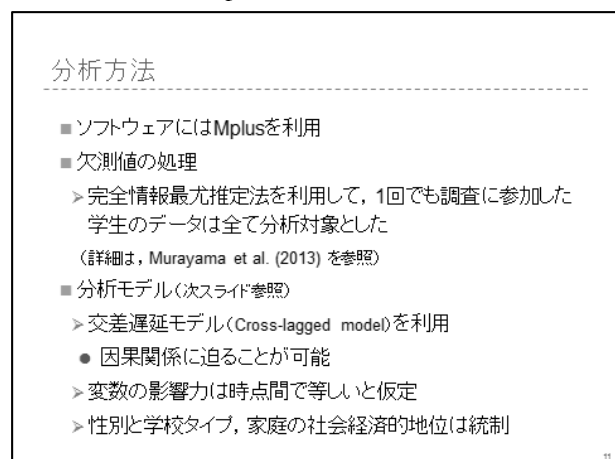 分析方法
■ソフトウェアにはMplusを利用
■欠測値の処理
➢完全情報最尤推定法を利用して，1回でも調査に参加した
学生のデータは全て分析対象とした
（詳細は，Murayama et al. (2013) を参照）
■分析モデル（次スライド参照）
➢交差遅延モデル（Cross-lagged model）を利用
●因果関係に迫ることが可能
➢変数の影響力は時点間で等しいと仮定
➢性別と学校タイプ，家庭の社会経済的地位は統制
11